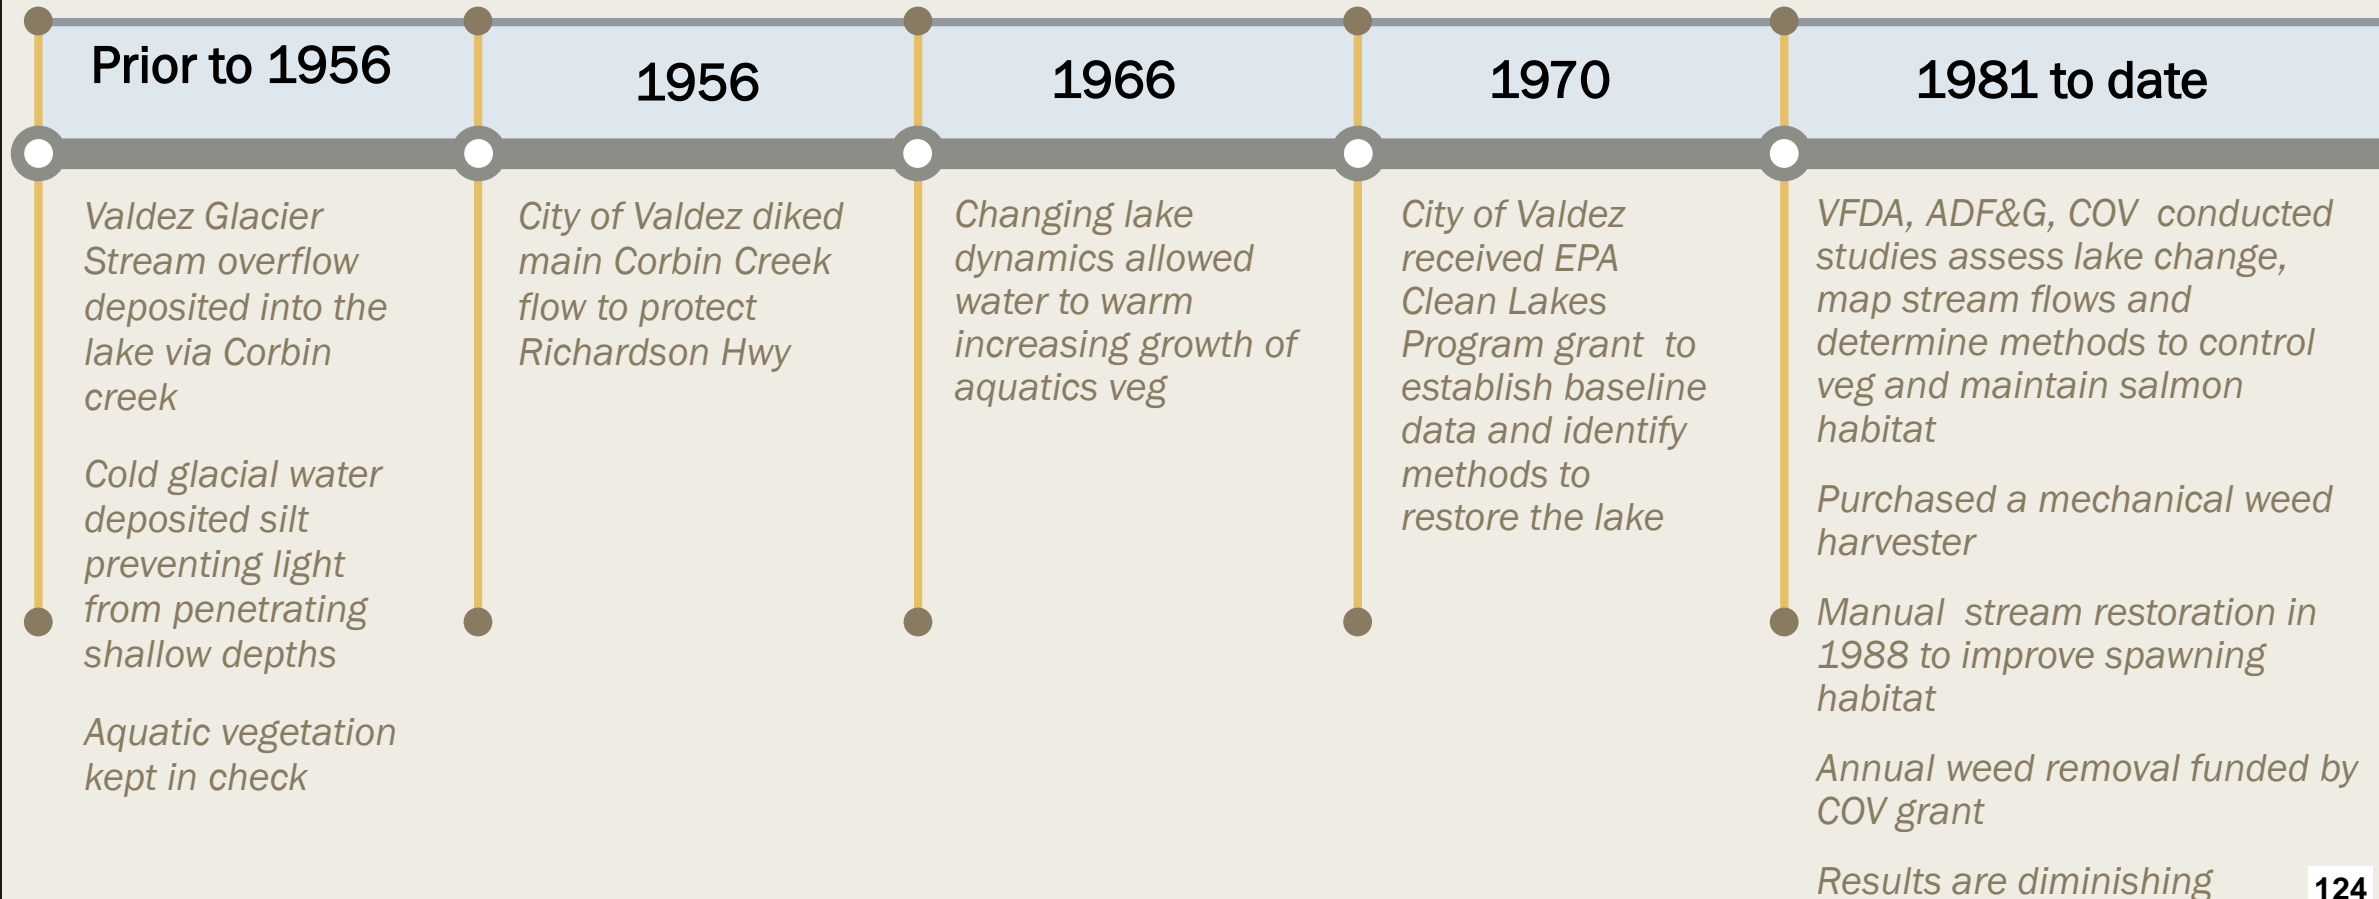 Prior to 1956
Valdez Glacier
Stream overflow
deposited into the
lake via Corbin
creek
Cold glacial water
deposited silt
preventing light
from penetrating
shallow depths
Aquatic vegetation
kept in check
1956
City of Valdez diked
main Corbin Creek
flow to protect
Richardson Hwy
1966
Changing lake
dynamics allowed
water to warm
increasing growth of
aquatics veg
1970
City of Valdez
received EPA
Clean Lakes
Program grant to
establish baseline
data and identify
methods to
restore the lake
1981 to date
VFDA, ADF&G, COV conducted
studies assess lake change,
map stream flows and
determine methods to control
veg and maintain salmon
habitat
Purchased a mechanical weed
harvester
Manual stream restoration in
1988 to improve spawning
habitat
Annual weed removal funded by
COV grant
Results are diminishing
124